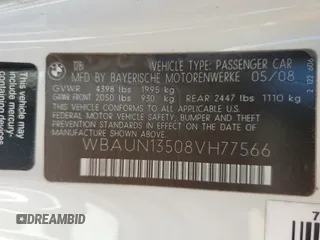 VEHICLE TYPE: PASSENGER CAR
MFD BY BAYERISCHE MOTORENWERKE 05/08
GVWR 4398 lbs 1995 kg
GAWR FRONT 2050 lbs 930 kg REAR 2447 lbs 1110 kg
THIS VEHICLE CONFORMS TO ALL APPLICABLE
FEDERAL MOTOR VEHICLE SAFETY, BUMPER, AND
THEFT PREVENTION STANDARDS IN EFFECT ON THE
DATE OF MANUFACTURE SHOWN ABOVE.
WBAUN13508VH77566
DREAMBID